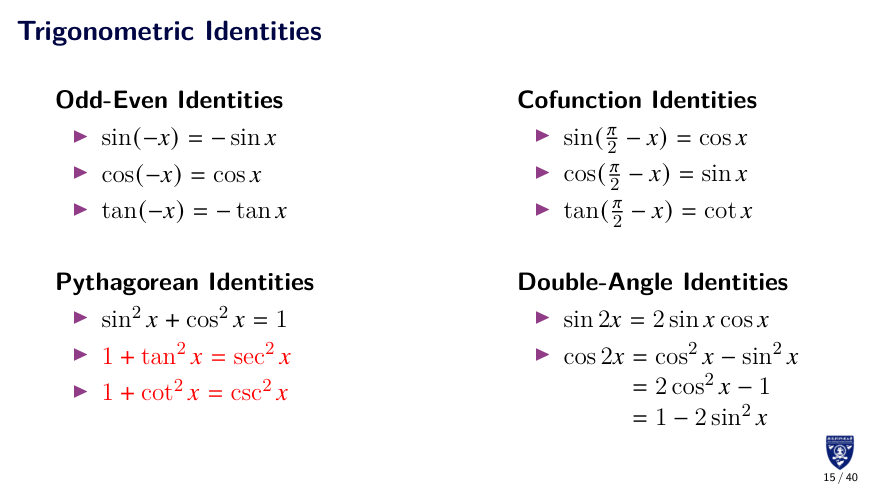 Trigonometric Identities
Odd-Even Identities
▶ sin(−x) = − sin x
▶ cos(−x) = cos x
▶ tan(−x) = − tan x
Pythagorean Identities
▶ sin² x + cos² x = 1
▶ 1 + tan² x = sec² x
▶ 1 + cot² x = csc² x
Cofunction Identities
▶ sin(π/2 − x) = cos x
▶ cos(π/2 − x) = sin x
▶ tan(π/2 − x) = cot x
Double-Angle Identities
▶ sin 2x = 2 sin x cos x
▶ cos 2x = cos² x − sin² x
= 2 cos² x − 1
= 1 − 2 sin² x
15 / 40